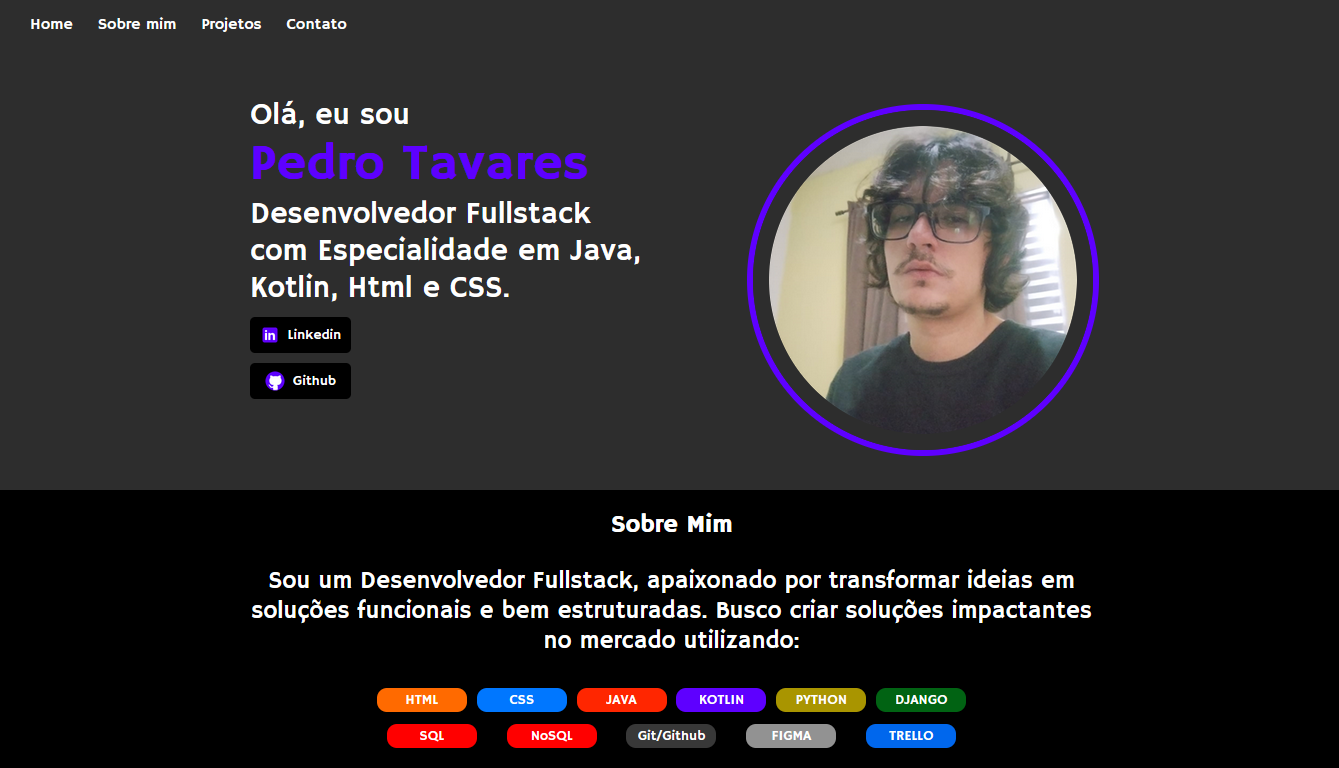 Home Sobre mim Projetos Contato
Olá, eu sou
Pedro Tavares
Desenvolvedor Fullstack
com Especialidade em Java,
Kotlin, Html e CSS.
in Linkedin
Github
Sobre Mim
Sou um Desenvolvedor Fullstack, apaixonado por transformar ideias em
soluções funcionais e bem estruturadas. Busco criar soluções impactantes
no mercado utilizando:
HTML CSS JAVA KOTLIN PYTHON DJANGO
SQL NoSQL Git/Github FIGMA TRELLO